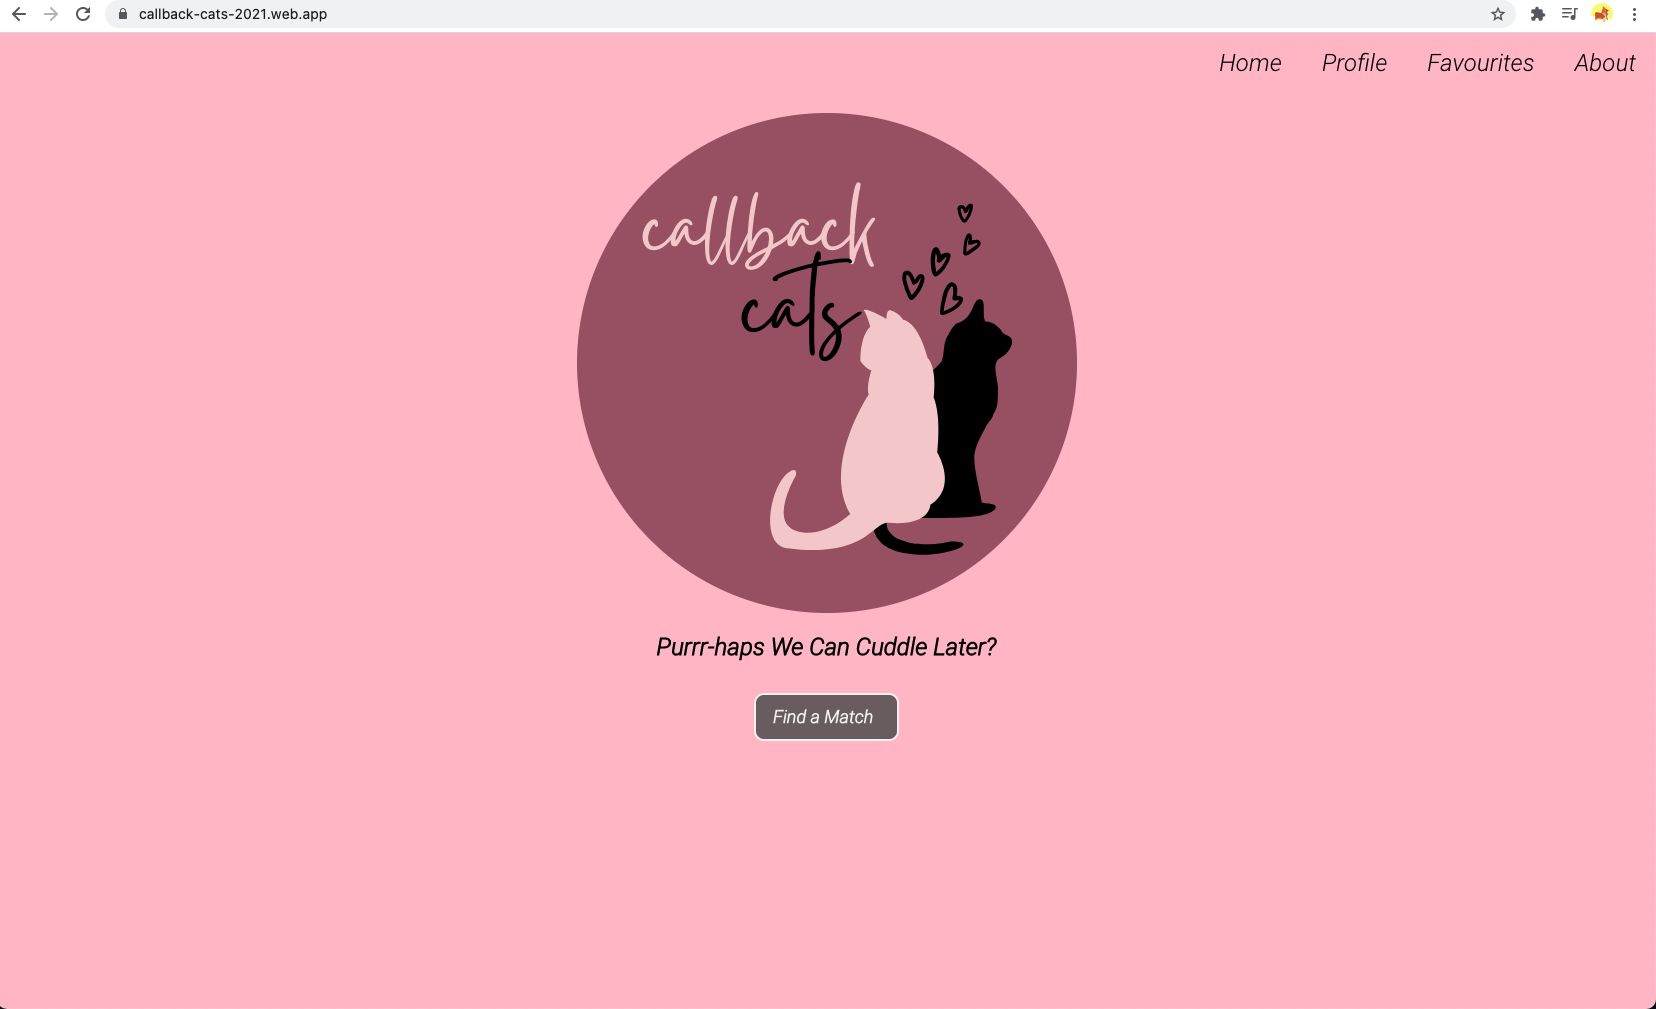 callback-cats-2021.web.app
Home Profile Favourites About
callback
cats
Purrr-haps We Can Cuddle Later?
Find a Match